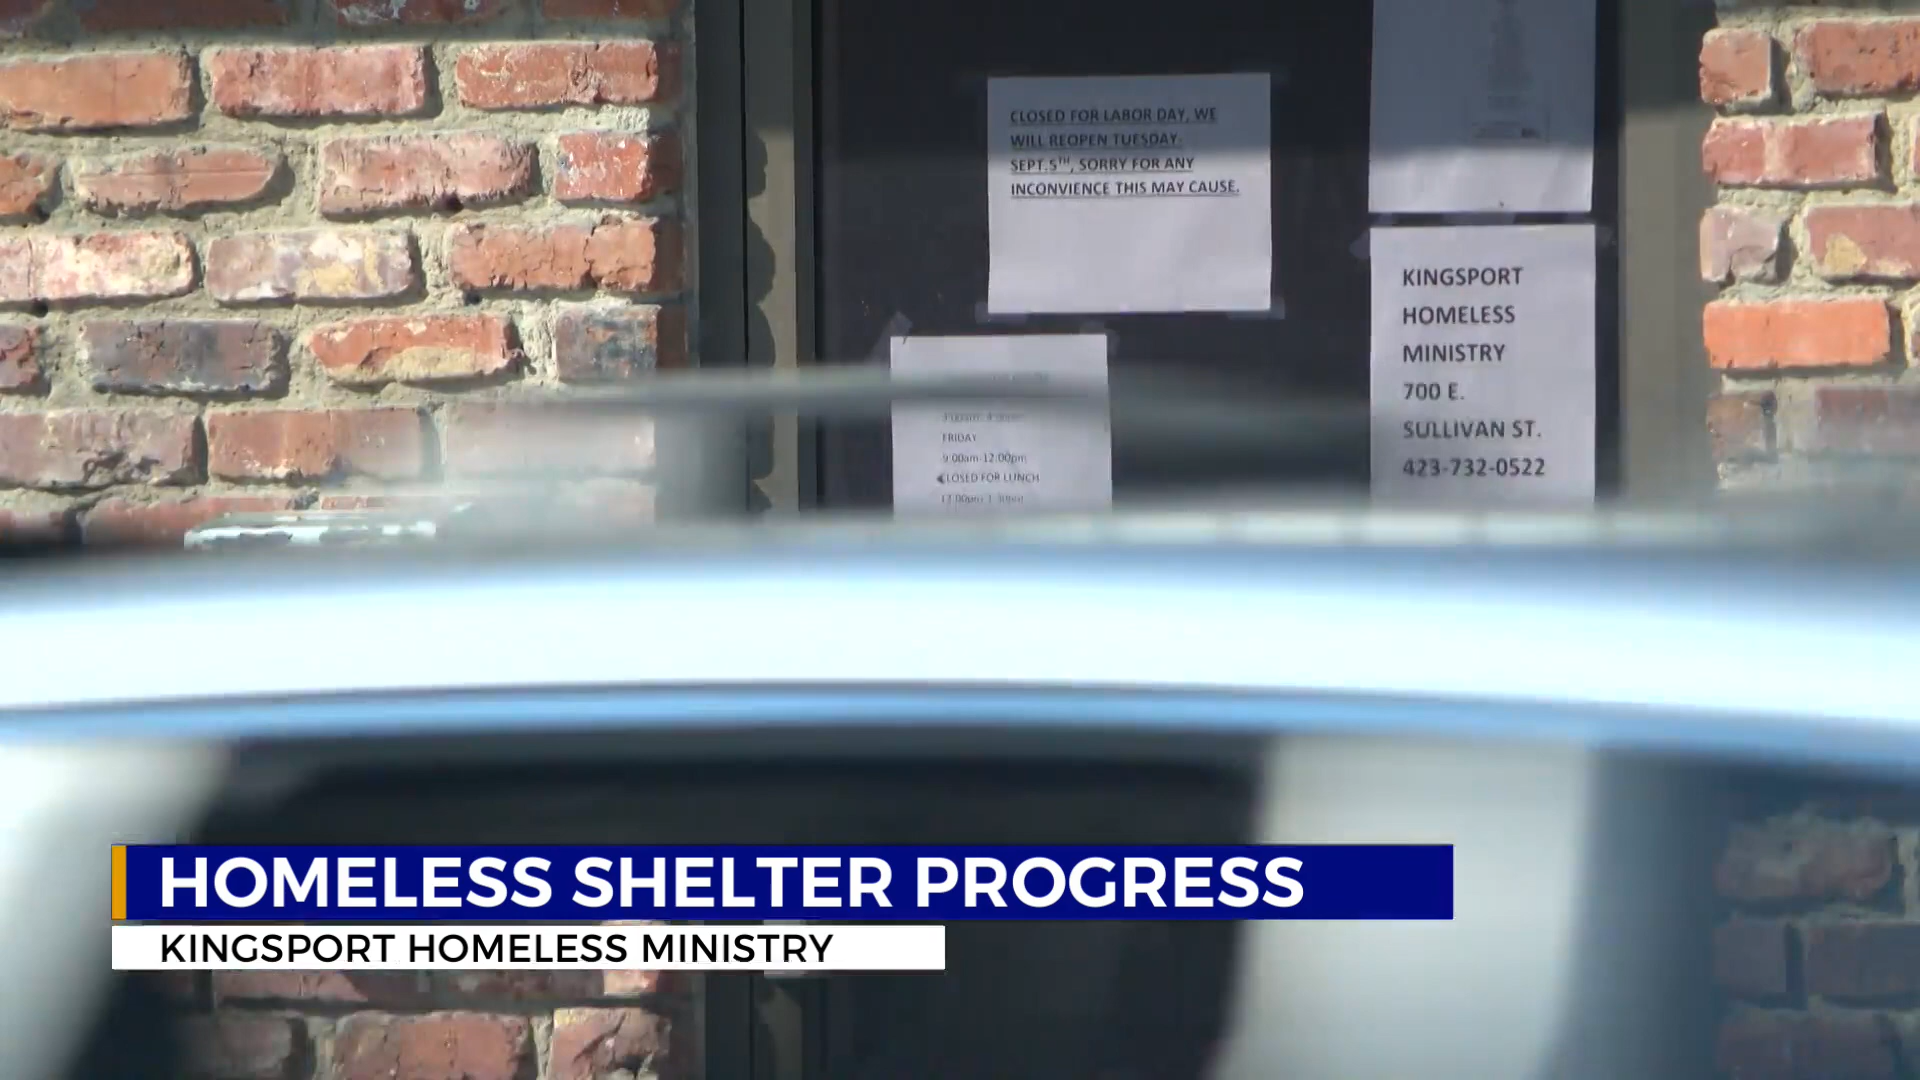 CLOSED FOR LABOR DAY, WE
WILL REOPEN TUESDAY.
SEPT.5TH, SORRY FOR ANY
INCONVIENCE THIS MAY CAUSE.
KINGSPORT
HOMELESS
MINISTRY
700 E.
SULLIVAN ST.
423-732-0522
FRIDAY
9:00am-12:00pm
CLOSED FOR LUNCH
HOMELESS SHELTER PROGRESS
KINGSPORT HOMELESS MINISTRY